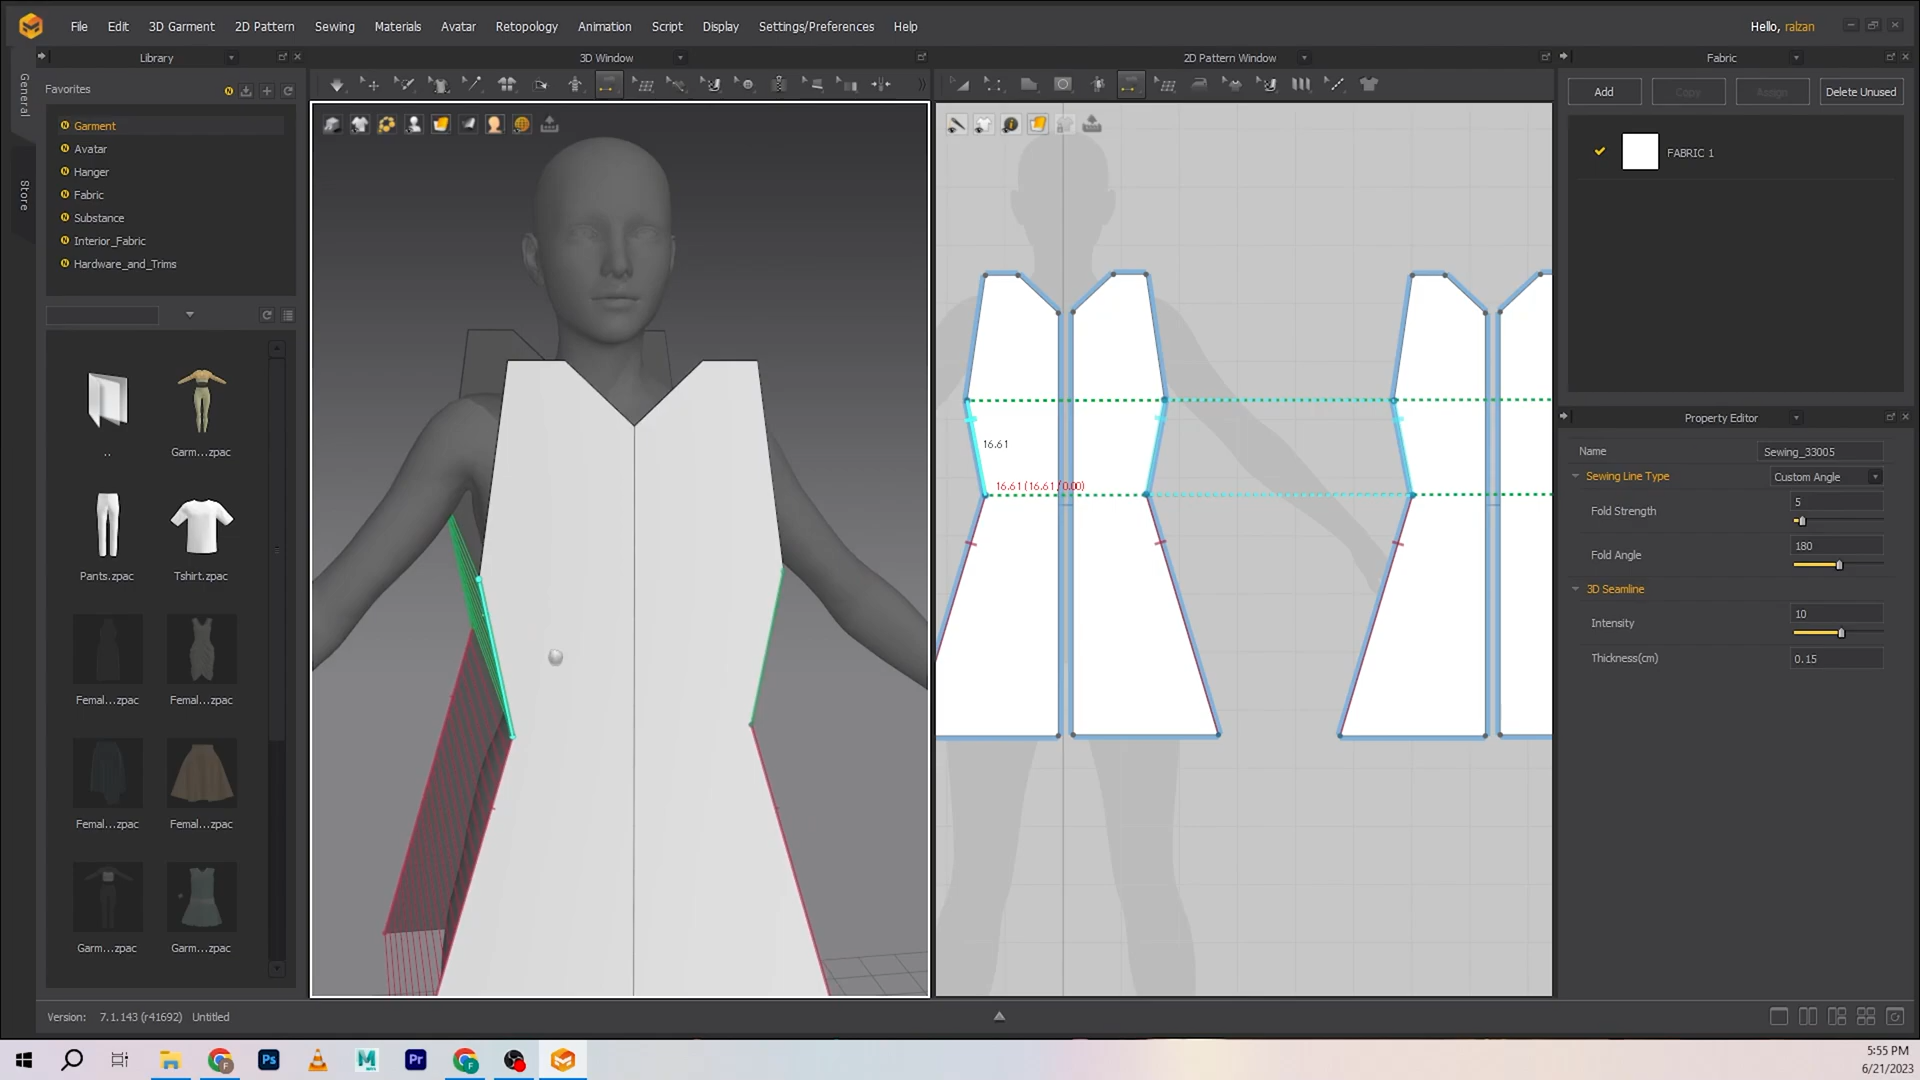 File Edit 3D Garment 2D Pattern Sewing Materials Avatar Retopology Animation Script Display Settings/Preferences Help Hello, ralzan
Library 3D Window 2D Pattern Window Fabric
General
Store
Favorites
Garment
Avatar
Hanger
Fabric
Substance
Interior_Fabric
Hardware_and_Trims
..
Garm...zpac
Pants.zpac
Tshirt.zpac
Femal...zpac
Femal...zpac
Femal...zpac
Femal...zpac
Garm...zpac
Garm...zpac
16.61
16.61 (16.61 / 0.00)
Add Copy Assign Delete Unused
FABRIC 1
Property Editor
Name Sewing_33005
Sewing Line Type Custom Angle
Fold Strength 5
Fold Angle 180
3D Seamline
Intensity 10
Thickness(cm) 0.15
Version: 7.1.143 (r41692) Untitled
Ps
M
Pr
5:55 PM
6/21/2023